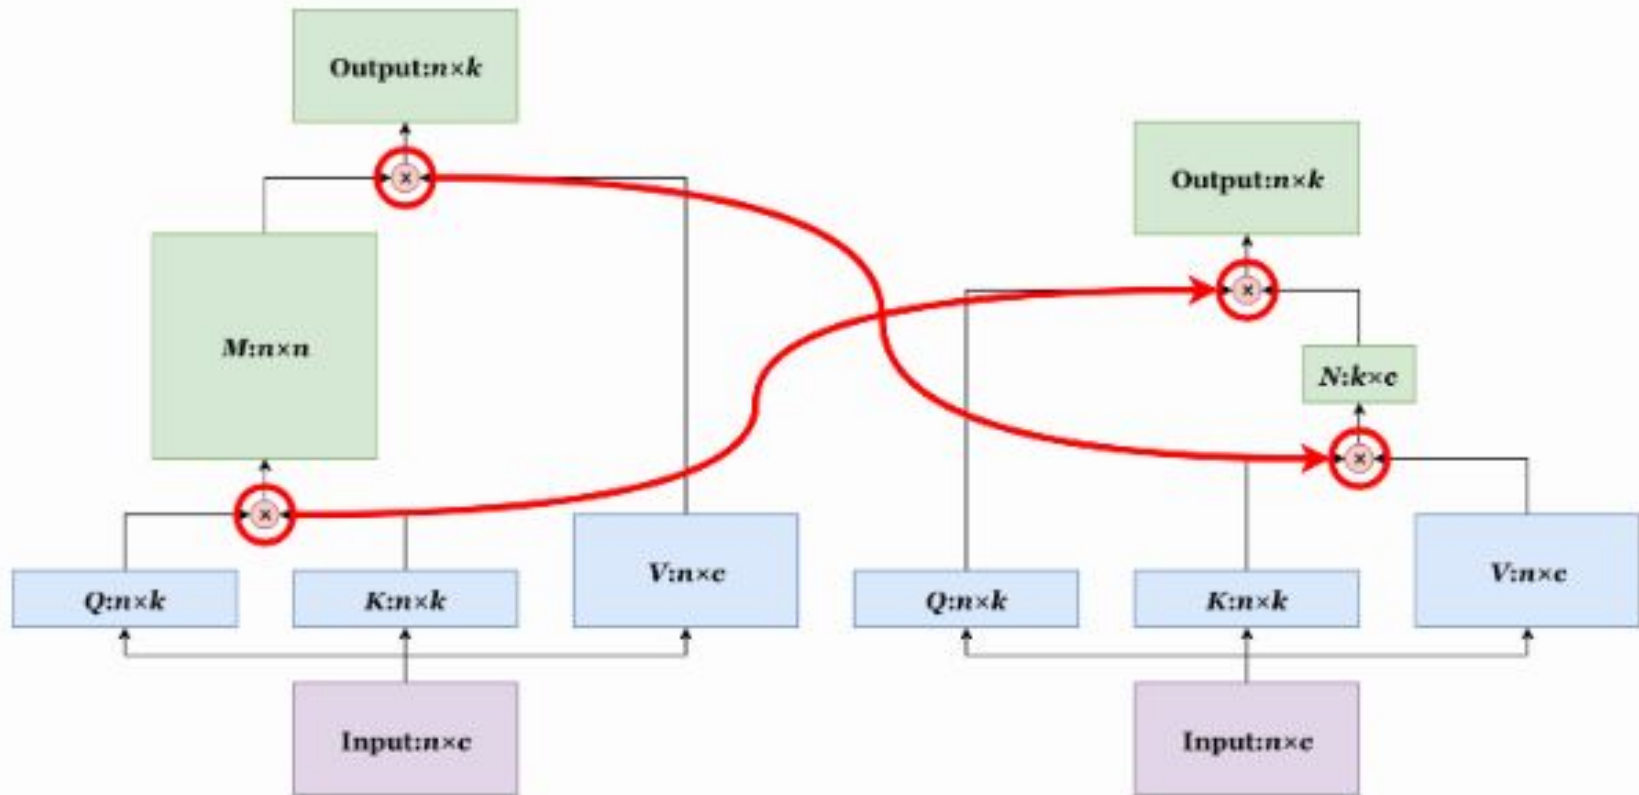 Output:n×k
M:n×n
Q:n×k
K:n×k
V:n×c
Input:n×c
Output:n×k
N:k×c
Q:n×k
K:n×k
V:n×c
Input:n×c